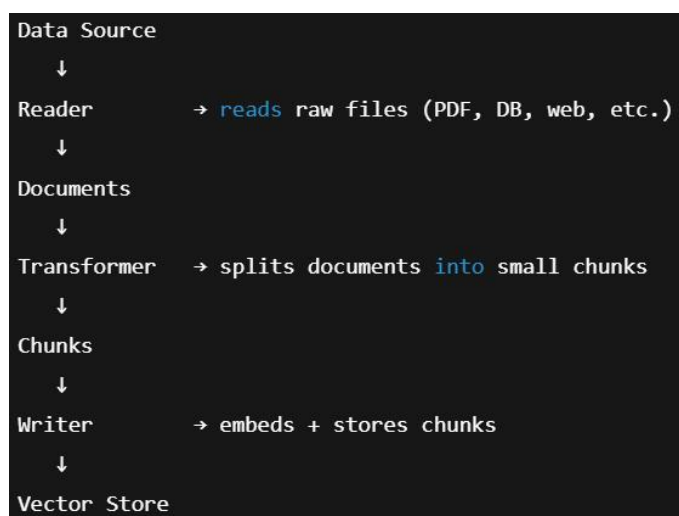 Data Source
↓
Reader → reads raw files (PDF, DB, web, etc.)
↓
Documents
↓
Transformer → splits documents into small chunks
↓
Chunks
↓
Writer → embeds + stores chunks
↓
Vector Store